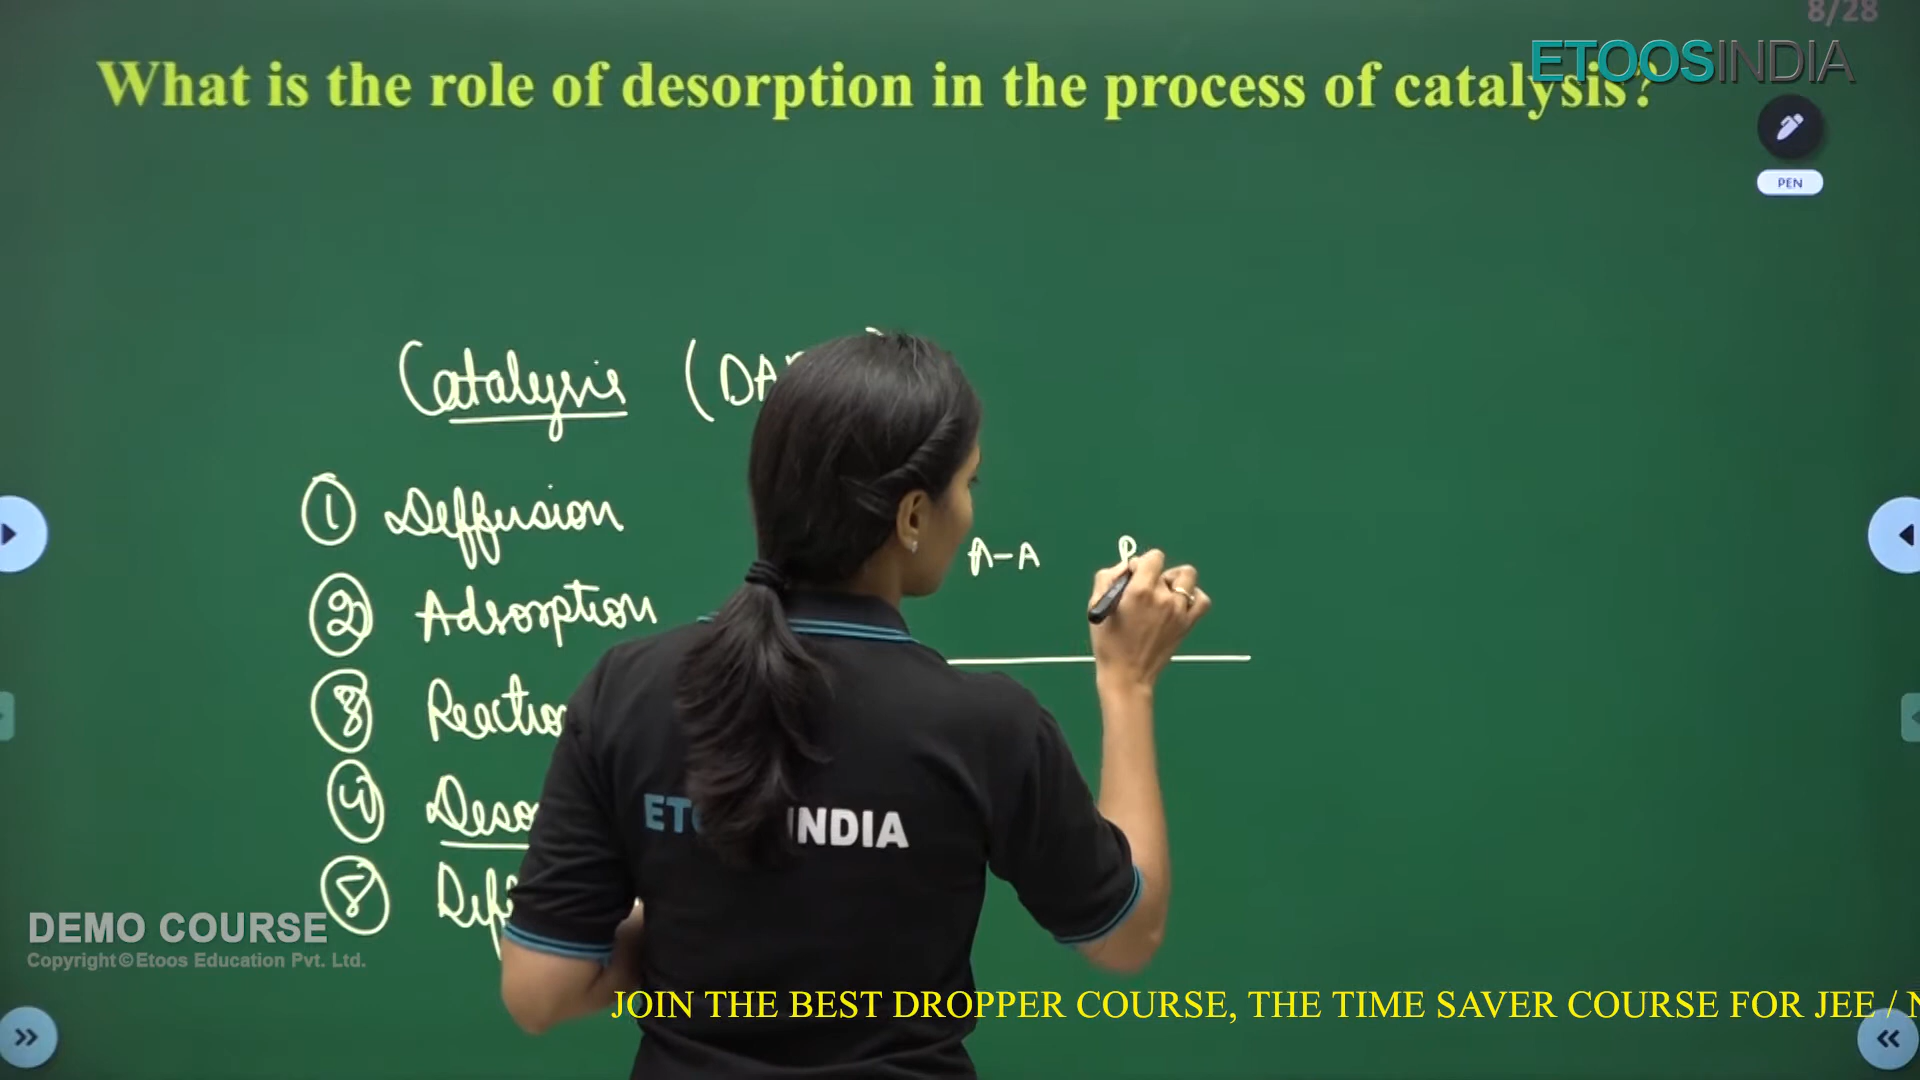 8/28
ETOOSINDIA
What is the role of desorption in the process of catalysis?
PEN
Catalysis (DA
① Deffusion
② Adsorption
A-A
③ Reactio
④ Deso
⑤ Diff
ET INDIA
DEMO COURSE
Copyright © Etoos Education Pvt. Ltd.
JOIN THE BEST DROPPER COURSE, THE TIME SAVER COURSE FOR JEE / N